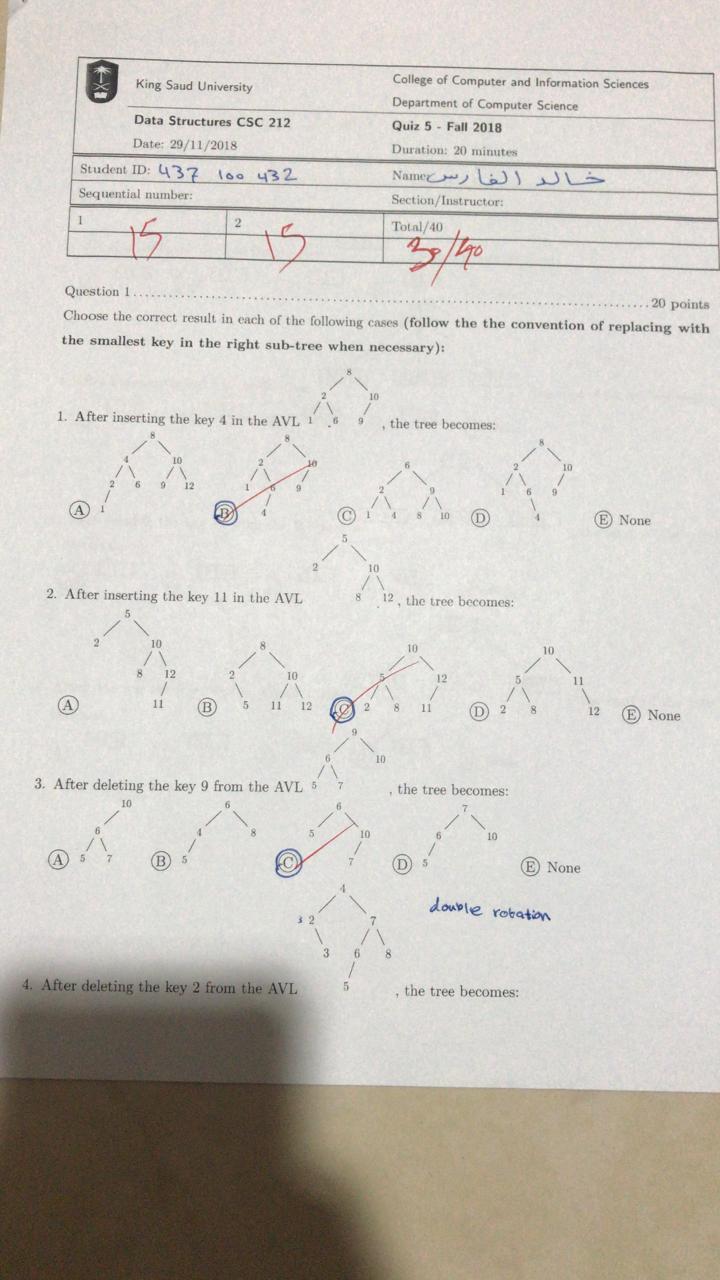 King Saud University
College of Computer and Information Sciences
Department of Computer Science
Data Structures CSC 212
Quiz 5 - Fall 2018
Date: 29/11/2018
Duration: 20 minutes
Student ID: 437 100 432
Name: خالد الفارس
Sequential number:
Section/Instructor:
1 2 Total/40
15 15 30/40
Question 1 ........ 20 points
Choose the correct result in each of the following cases (follow the the convention of replacing with
the smallest key in the right sub-tree when necessary):
8
2 10
1. After inserting the key 4 in the AVL 1 6 9 , the tree becomes:
8 8 6 8
4 10 2 10 2 9 2 10
2 6 9 12 1 6 9 1 4 8 10 1 6 9
A 1 B 4 C D 4 E None
5
2 10
2. After inserting the key 11 in the AVL 8 12 , the tree becomes:
5 8 10 10
2 10 2 10 5 12 5 11
8 12 5 11 12 2 8 11 2 8 12
A 11 B C D E None
9
6 10
3. After deleting the key 9 from the AVL 5 7 , the tree becomes:
10 6 6 7
6 4 8 5 10 6 10
A 5 7 B 5 C 7 D 5 E None
4
3 2 7
double rotation
3 6 8
4. After deleting the key 2 from the AVL 5 , the tree becomes: